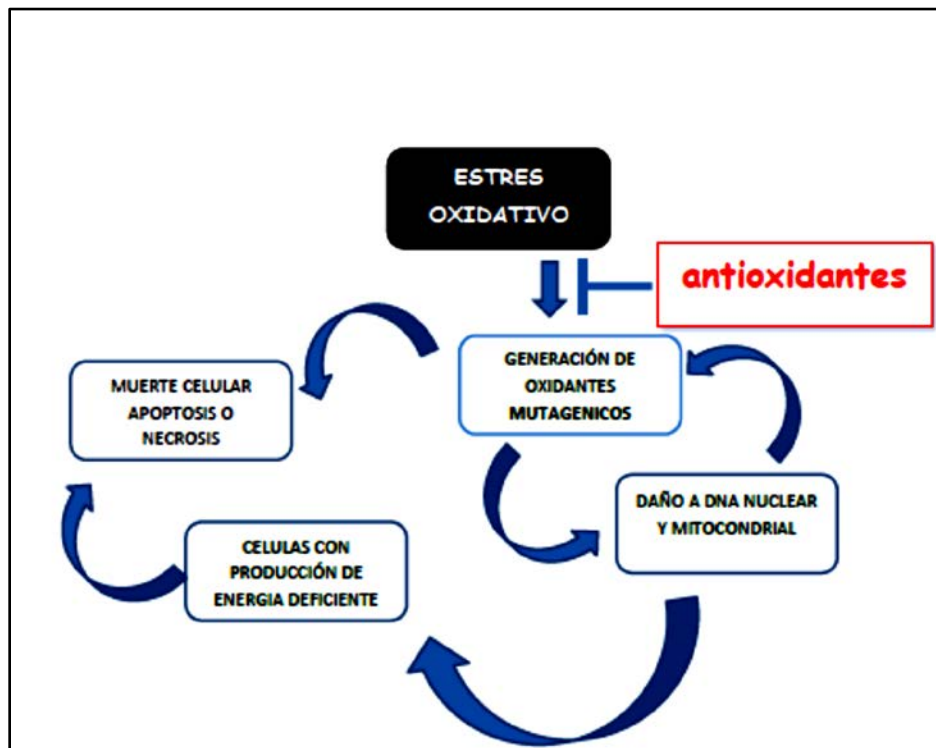 ESTRES
OXIDATIVO
antioxidantes
GENERACIÓN DE
OXIDANTES
MUTAGENICOS
MUERTE CELULAR
APOPTOSIS O
NECROSIS
DAÑO A DNA NUCLEAR
Y MITOCONDRIAL
CELULAS CON
PRODUCCIÓN DE
ENERGIA DEFICIENTE